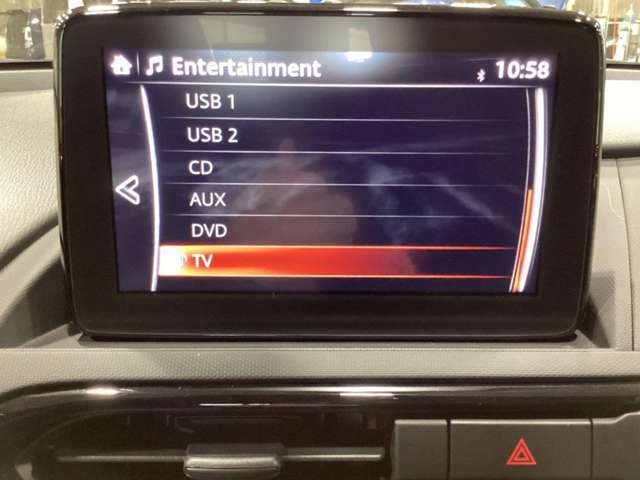 Entertainment 10:58
USB 1
USB 2
CD
AUX
DVD
TV